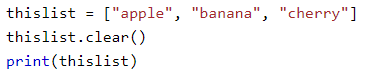 thislist = ["apple", "banana", "cherry"]
thislist.clear()
print(thislist)